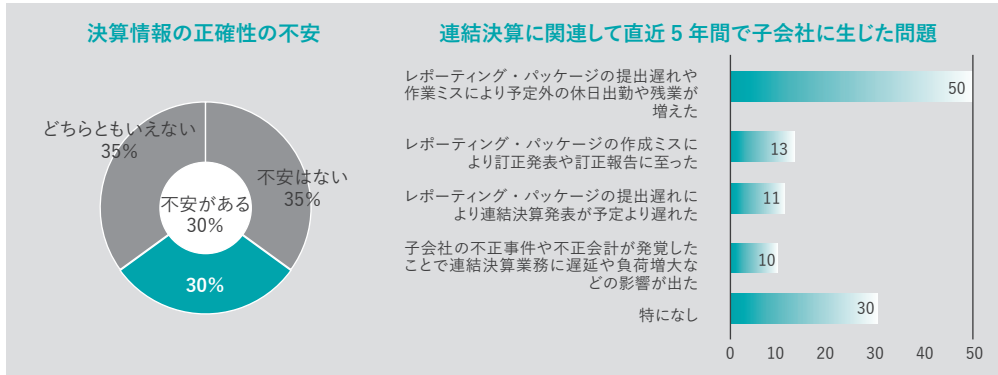 決算情報の正確性の不安
どちらともいえない
35%
不安はない
35%
不安がある
30%
30%
連結決算に関連して直近5年間で子会社に生じた問題
レポーティング・パッケージの提出遅れや
作業ミスにより予定外の休日出勤や残業が
増えた
50
レポーティング・パッケージの作成ミスに
より訂正発表や訂正報告に至った
13
レポーティング・パッケージの提出遅れに
より連結決算発表が予定より遅れた
11
子会社の不正事件や不正会計が発覚した
ことで連結決算業務に遅延や負荷増大な
どの影響が出た
10
特になし
30
0 10 20 30 40 50